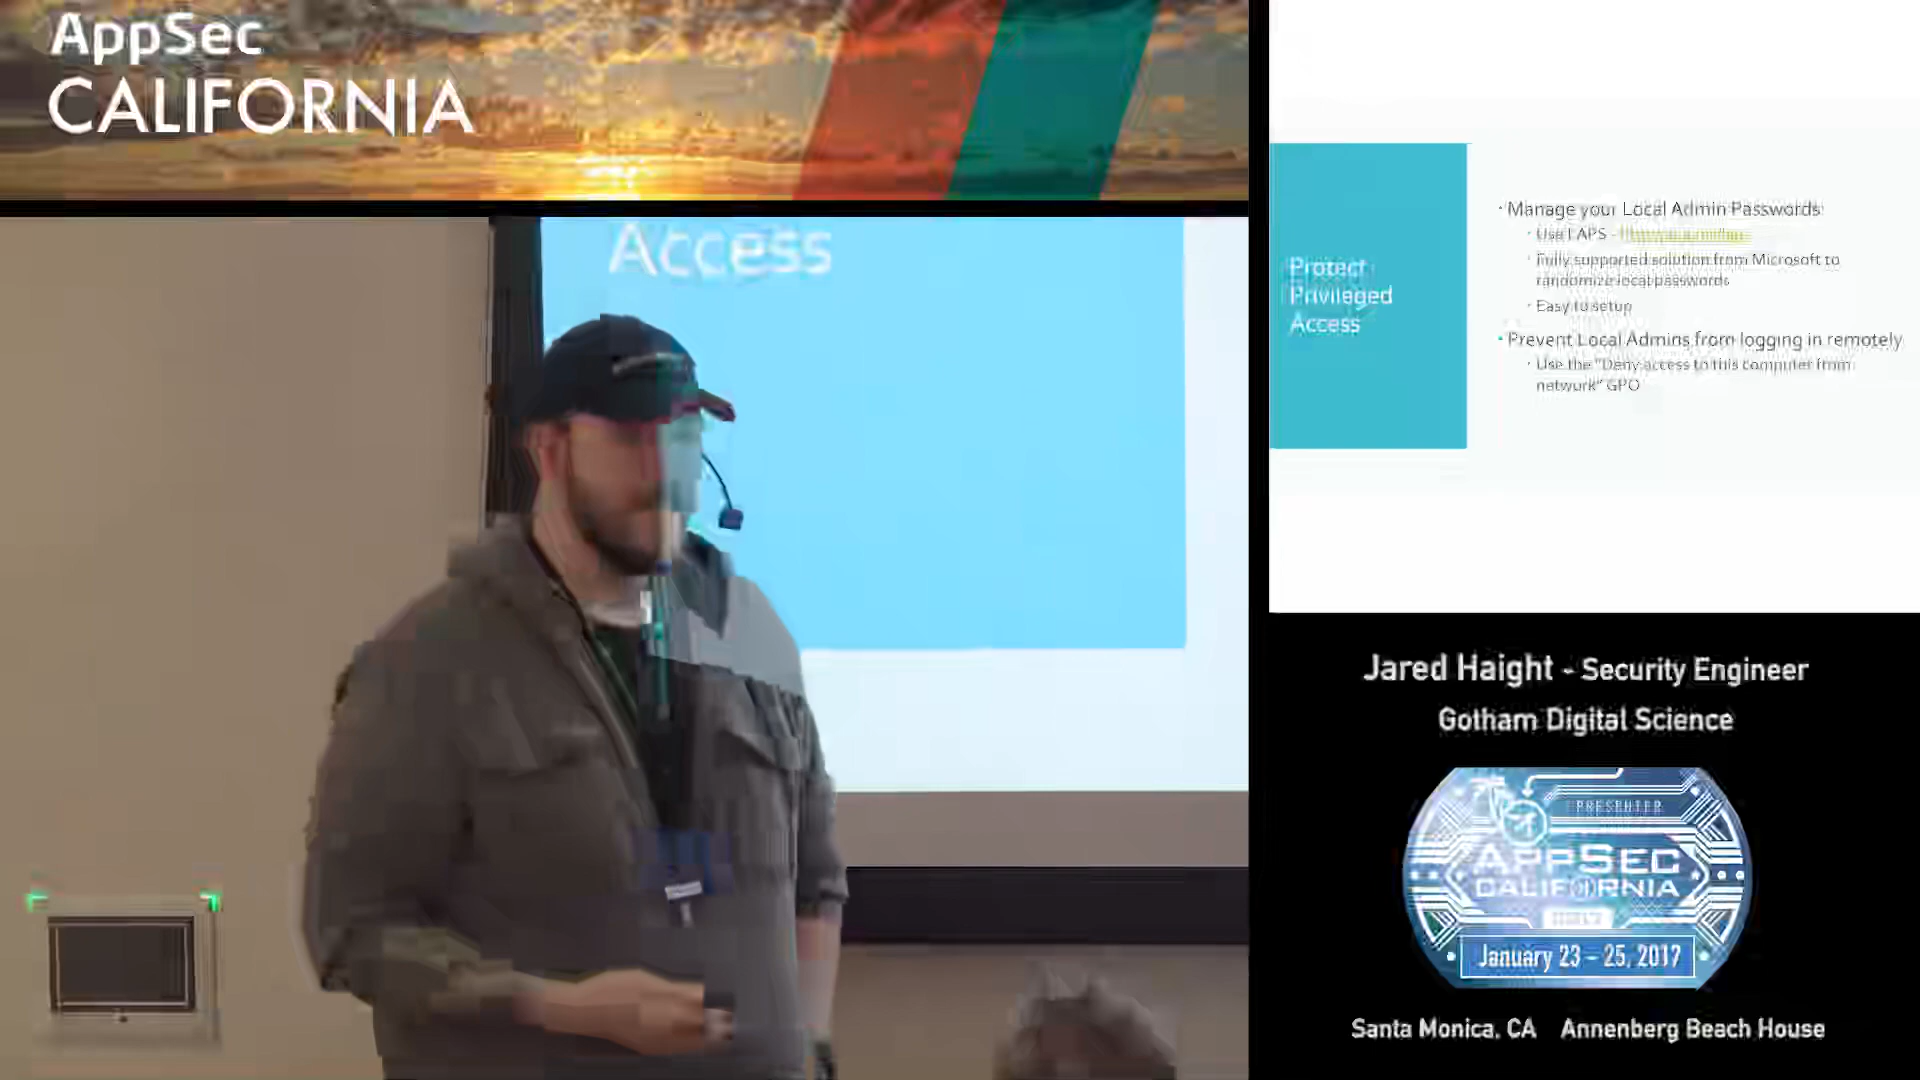 AppSec
CALIFORNIA
Access
Protect
Privileged
Access
· Manage your Local Admin Passwords
· Use LAPS -
· Fully supported solution from Microsoft to
randomize local passwords
· Easy to setup
· Prevent Local Admins from logging in remotely
· Use the "Deny access to this computer from
network" GPO
Jared Haight - Security Engineer
Gotham Digital Science
PRESENTER
APPSEC
CALIFORNIA
January 23 - 25, 2017
Santa Monica, CA Annenberg Beach House